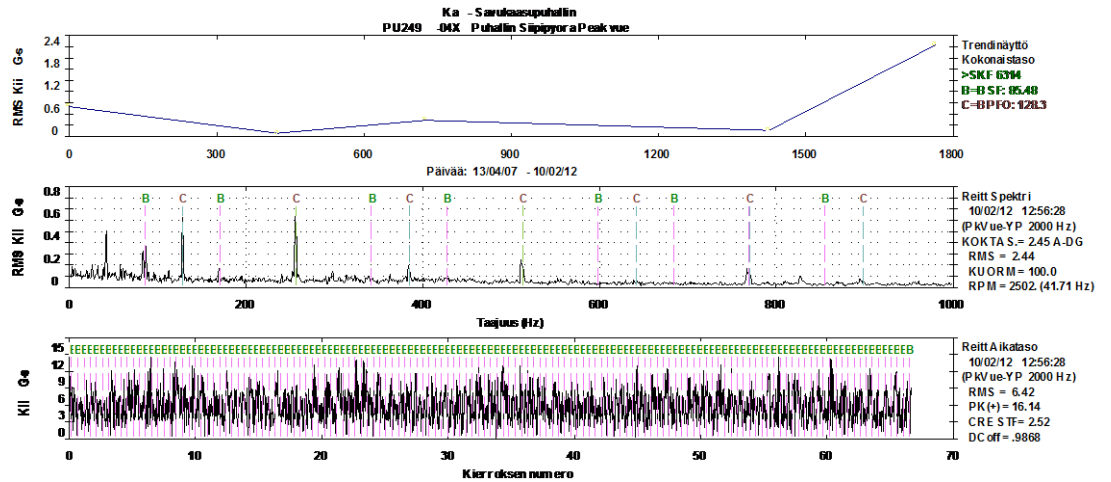 Ka - Savukaasupuhallin
PU249 -04X Puhallin Siipipyora Peakvue
RMS Kii G-s
2.4
1.8
1.2
0.6
0
0 300 600 900 1200 1500 1800
Päivää: 13/04/07 - 10/02/12
Trendinäyttö
Kokonaistaso
>SKF 6314
B=BSF: 85.48
C=BPFO: 128.3
RMS Kii G-s
0.8
0.6
0.4
0.2
0
B C B C B C B C B C B C B C
0 200 400 600 800 1000
Taajuus (Hz)
Reitt Spektri
10/02/12 12:56:28
(PkVue-YP 2000 Hz)
KOKTAS.= 2.45 A-DG
RMS = 2.44
KUORM = 100.0
RPM = 2502. (41.71 Hz)
Kii G-s
15
12
9
6
3
0
0 10 20 30 40 50 60 70
Kierroksen numero
Reitt Aikataso
10/02/12 12:56:28
(PkVue-YP 2000 Hz)
RMS = 6.42
PK(+) = 16.14
CRESTF= 2.52
DCoff = .9868